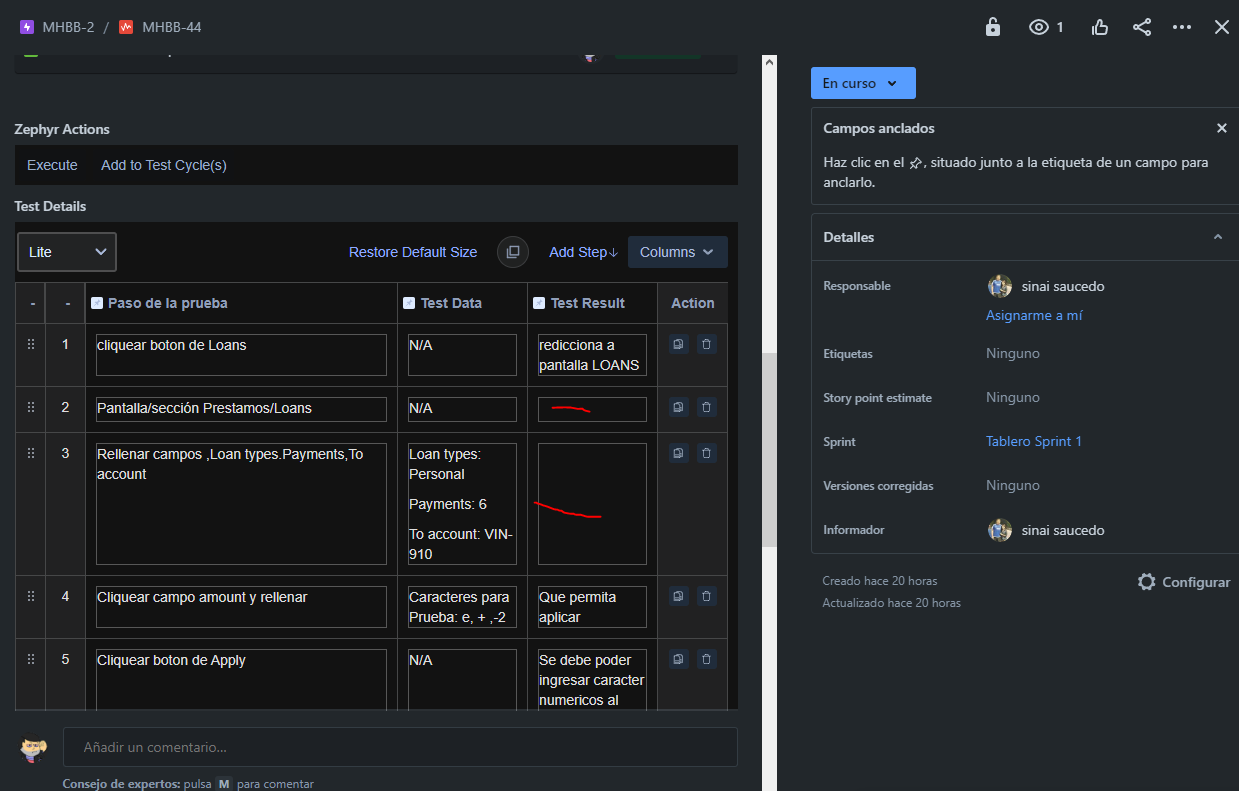 MHBB-2 / MHBB-44
1
Zephyr Actions
Execute Add to Test Cycle(s)
Test Details
Lite Restore Default Size Add Step↓ Columns
- - Paso de la prueba Test Data Test Result Action
1 cliquear boton de Loans N/A redicciona a
pantalla LOANS
2 Pantalla/sección Prestamos/Loans N/A
3 Rellenar campos ,Loan types.Payments,To
account
Loan types:
Personal
Payments: 6
To account: VIN-
910
4 Cliquear campo amount y rellenar
Caracteres para
Prueba: e, + ,-2
Que permita
aplicar
5 Cliquear boton de Apply N/A
Se debe poder
ingresar caracter
numericos al
Añadir un comentario...
Consejo de expertos: pulsa M para comentar
En curso
Campos anclados
Haz clic en el , situado junto a la etiqueta de un campo para
anclarlo.
Detalles
Responsable sinai saucedo
Asignarme a mí
Etiquetas Ninguno
Story point estimate Ninguno
Sprint Tablero Sprint 1
Versiones corregidas Ninguno
Informador sinai saucedo
Creado hace 20 horas Configurar
Actualizado hace 20 horas